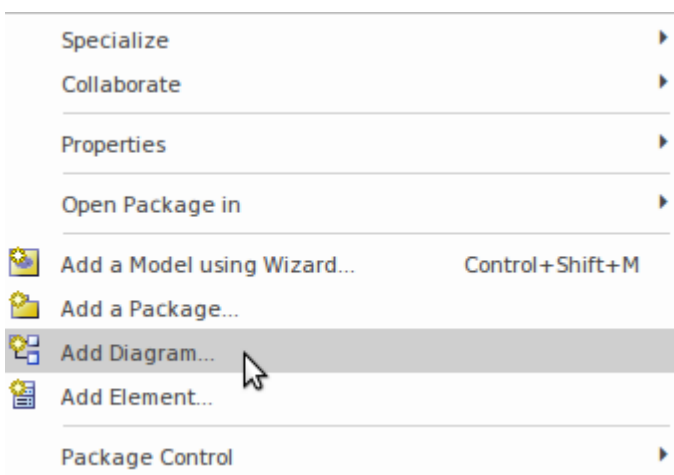 Specialize
Collaborate
Properties
Open Package in
Add a Model using Wizard... Control+Shift+M
Add a Package...
Add Diagram...
Add Element...
Package Control